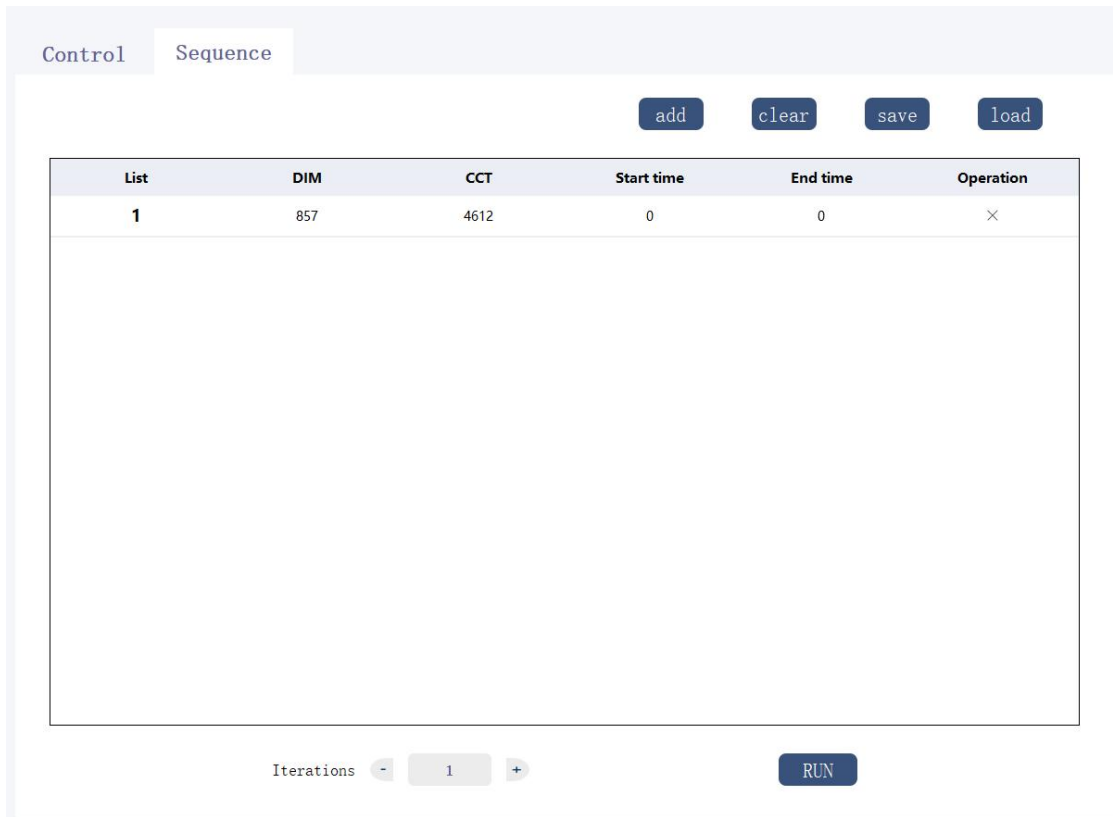 Control Sequence
add clear save load
List DIM CCT Start time End time Operation
1 857 4612 0 0 ×
Iterations - 1 + RUN